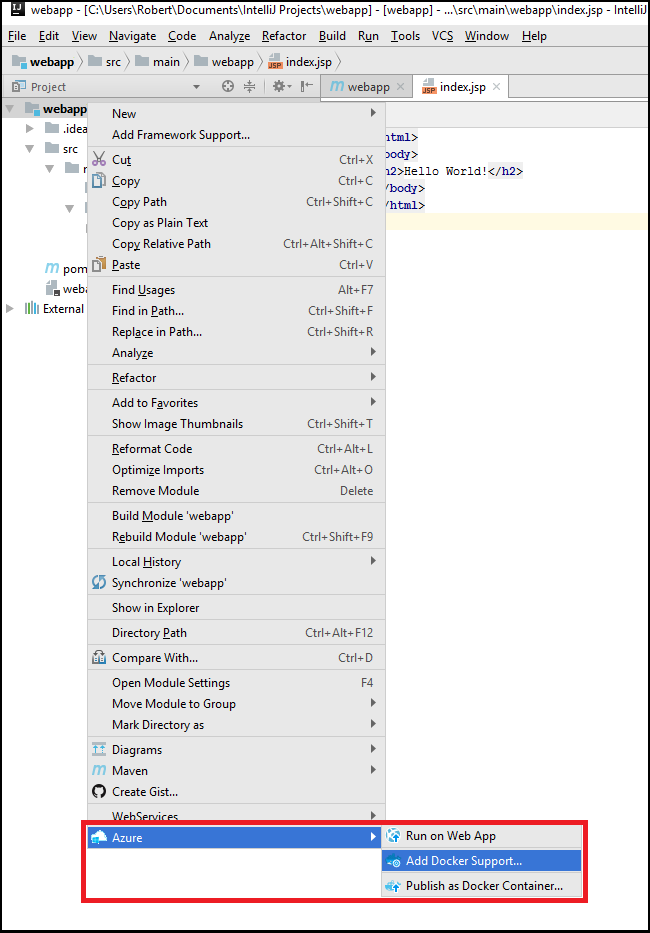 webapp - [C:\Users\Robert\Documents\IntelliJ Projects\webapp] - [webapp] - ...\src\main\webapp\index.jsp - IntelliJ
File Edit View Navigate Code Analyze Refactor Build Run Tools VCS Window Help
webapp src main webapp index.jsp
Project m webapp index.jsp
webapp
.idea
src
m pom
External
New
Add Framework Support...
Cut Ctrl+X
Copy Ctrl+C
Copy Path Ctrl+Shift+C
Copy as Plain Text
Copy Relative Path Ctrl+Alt+Shift+C
Paste Ctrl+V
Find Usages Alt+F7
Find in Path... Ctrl+Shift+F
Replace in Path... Ctrl+Shift+R
Analyze
Refactor
Add to Favorites
Show Image Thumbnails Ctrl+Shift+T
Reformat Code Ctrl+Alt+L
Optimize Imports Ctrl+Alt+O
Remove Module Delete
Build Module 'webapp'
Rebuild Module 'webapp' Ctrl+Shift+F9
Local History
Synchronize 'webapp'
Show in Explorer
Directory Path Ctrl+Alt+F12
Compare With... Ctrl+D
Open Module Settings F4
Move Module to Group
Mark Directory as
Diagrams
m Maven
Create Gist...
WebServices
Azure
Run on Web App
Add Docker Support...
Publish as Docker Container...
html>
body>
h2>Hello World!</h2>
/body>
/html>